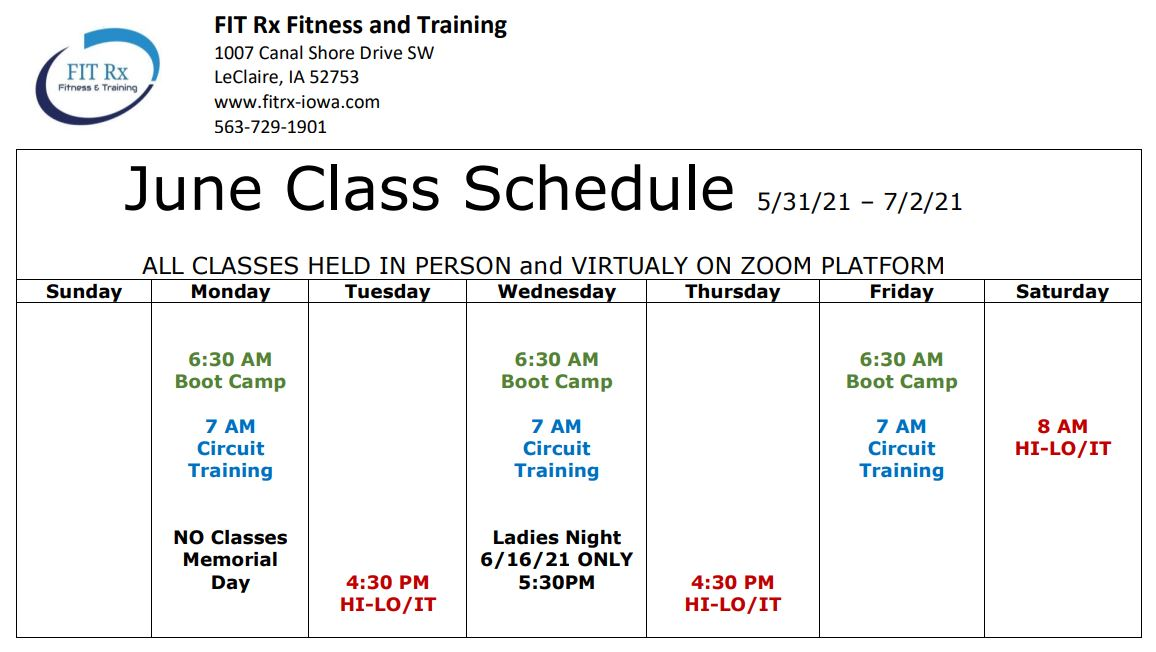 FIT Rx
Fitness & Training
FIT Rx Fitness and Training
1007 Canal Shore Drive SW
LeClaire, IA 52753
www.fitrx-iowa.com
563-729-1901
June Class Schedule 5/31/21 – 7/2/21
ALL CLASSES HELD IN PERSON and VIRTUALY ON ZOOM PLATFORM
Sunday Monday Tuesday Wednesday Thursday Friday Saturday
6:30 AM
Boot Camp
7 AM
Circuit
Training
NO Classes
Memorial
Day
4:30 PM
HI-LO/IT
6:30 AM
Boot Camp
7 AM
Circuit
Training
Ladies Night
6/16/21 ONLY
5:30PM
4:30 PM
HI-LO/IT
6:30 AM
Boot Camp
7 AM
Circuit
Training
8 AM
HI-LO/IT